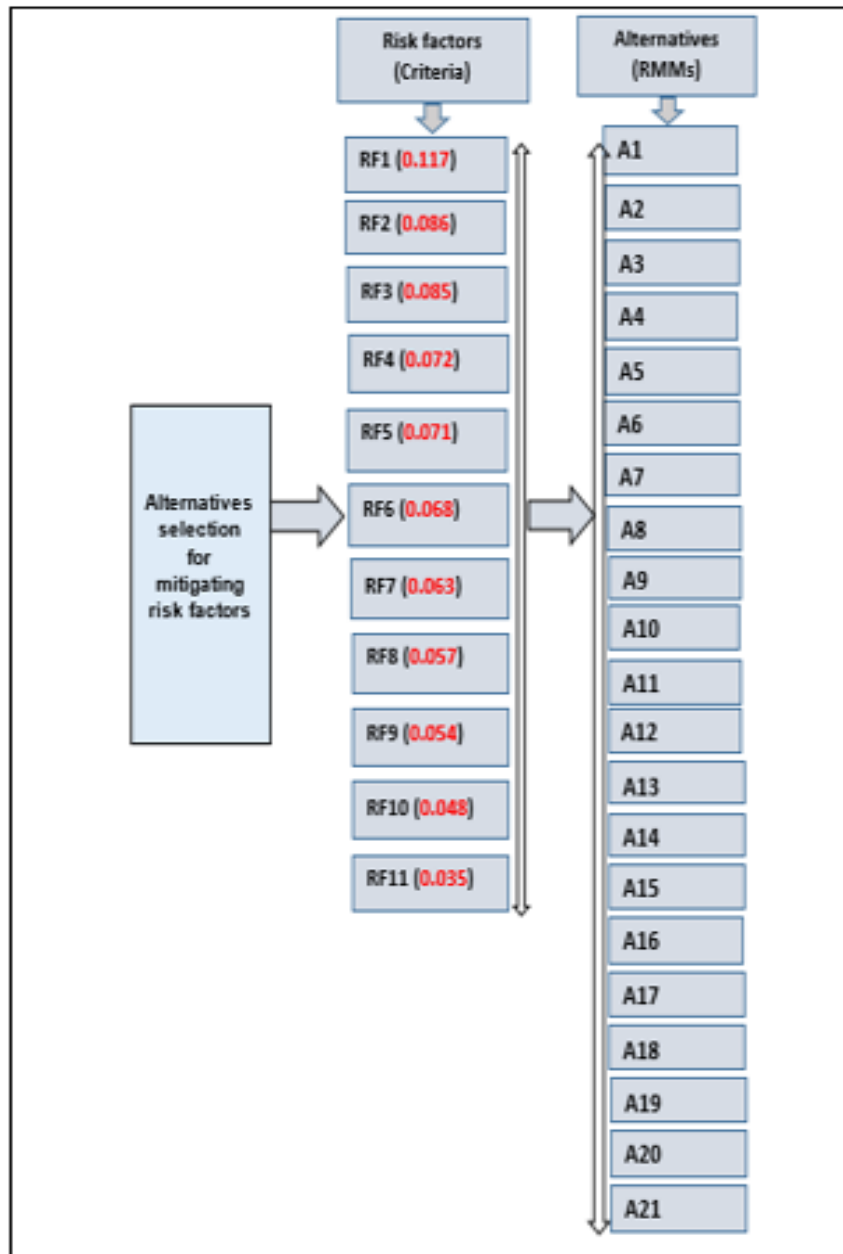 Risk factors
(Criteria)
Alternatives
(RMMs)
Alternatives
selection
for
mitigating
risk factors
RF1 (0.117)
RF2 (0.086)
RF3 (0.085)
RF4 (0.072)
RF5 (0.071)
RF6 (0.068)
RF7 (0.063)
RF8 (0.057)
RF9 (0.054)
RF10 (0.048)
RF11 (0.035)
A1
A2
A3
A4
A5
A6
A7
A8
A9
A10
A11
A12
A13
A14
A15
A16
A17
A18
A19
A20
A21